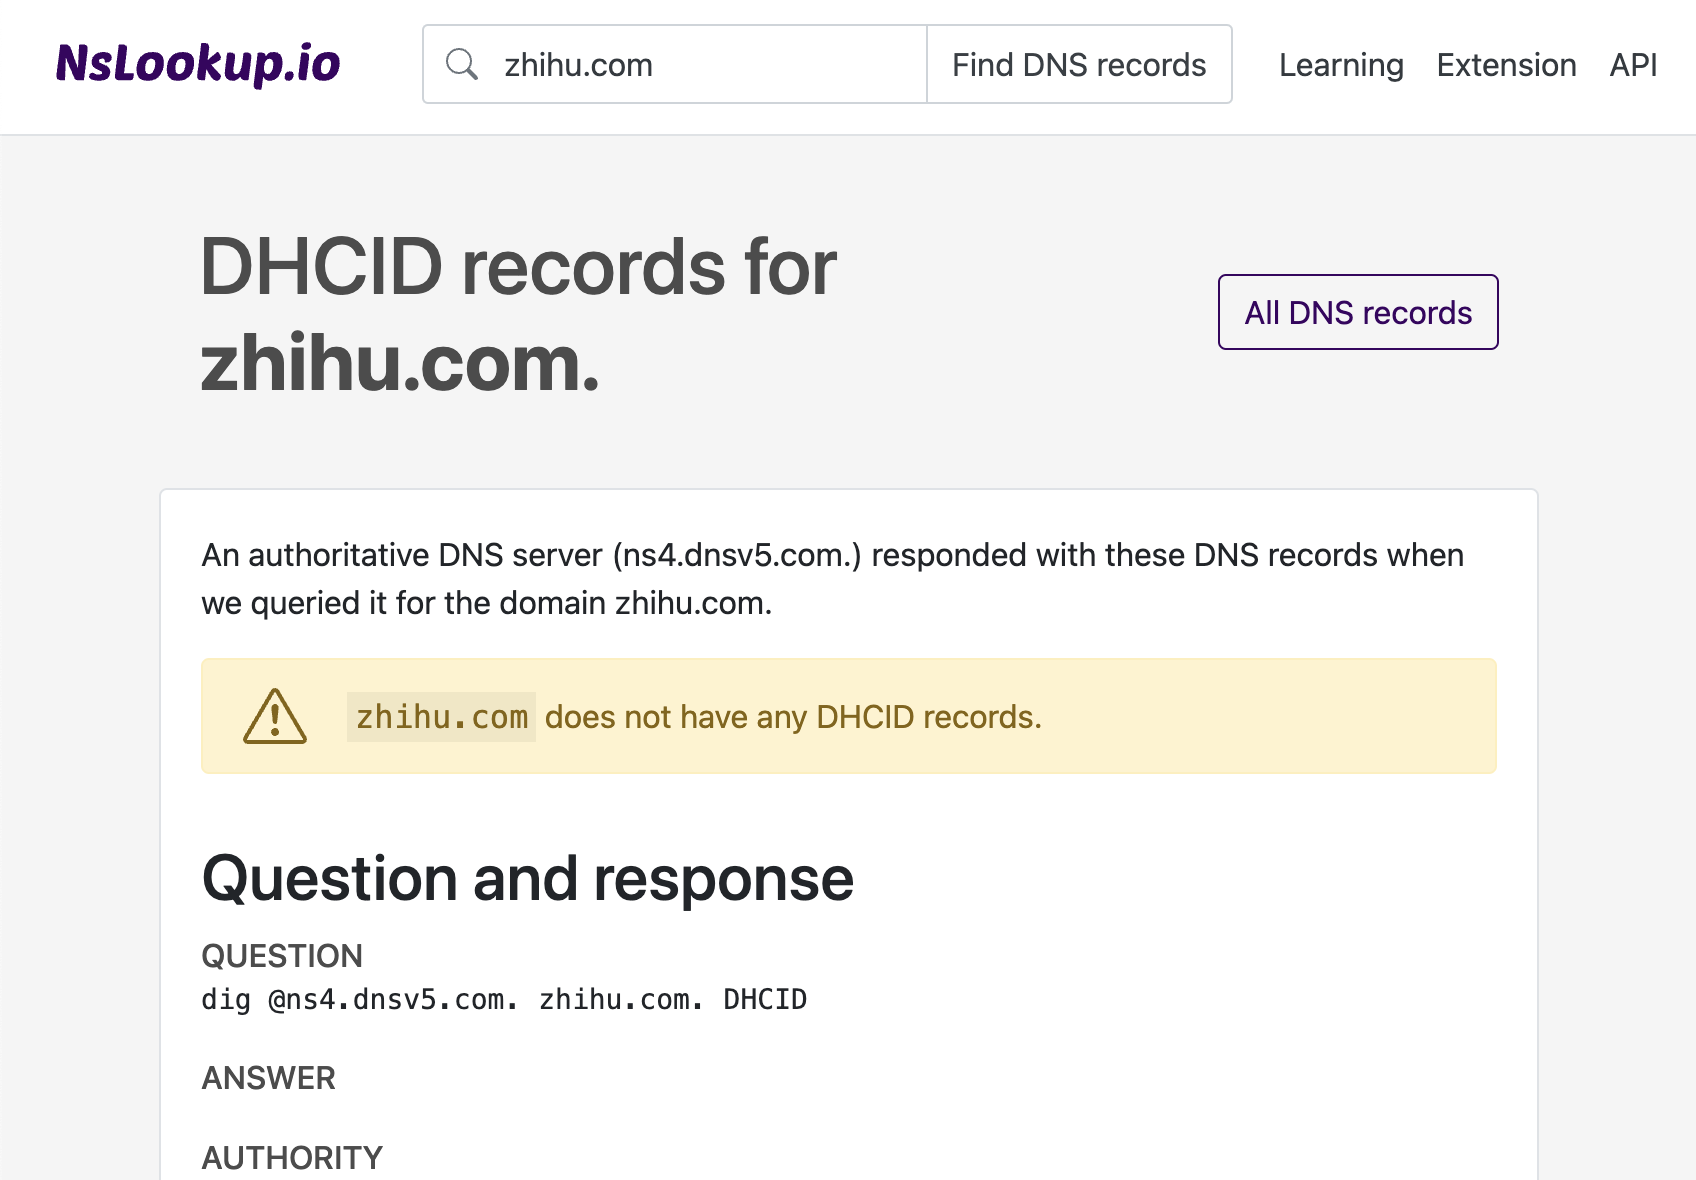 NsLookup.io
zhihu.com
Find DNS records
Learning
Extension
API
DHCID records for
zhihu.com.
All DNS records
An authoritative DNS server (ns4.dnsv5.com.) responded with these DNS records when
we queried it for the domain zhihu.com.
zhihu.com does not have any DHCID records.
Question and response
QUESTION
dig @ns4.dnsv5.com. zhihu.com. DHCID
ANSWER
AUTHORITY